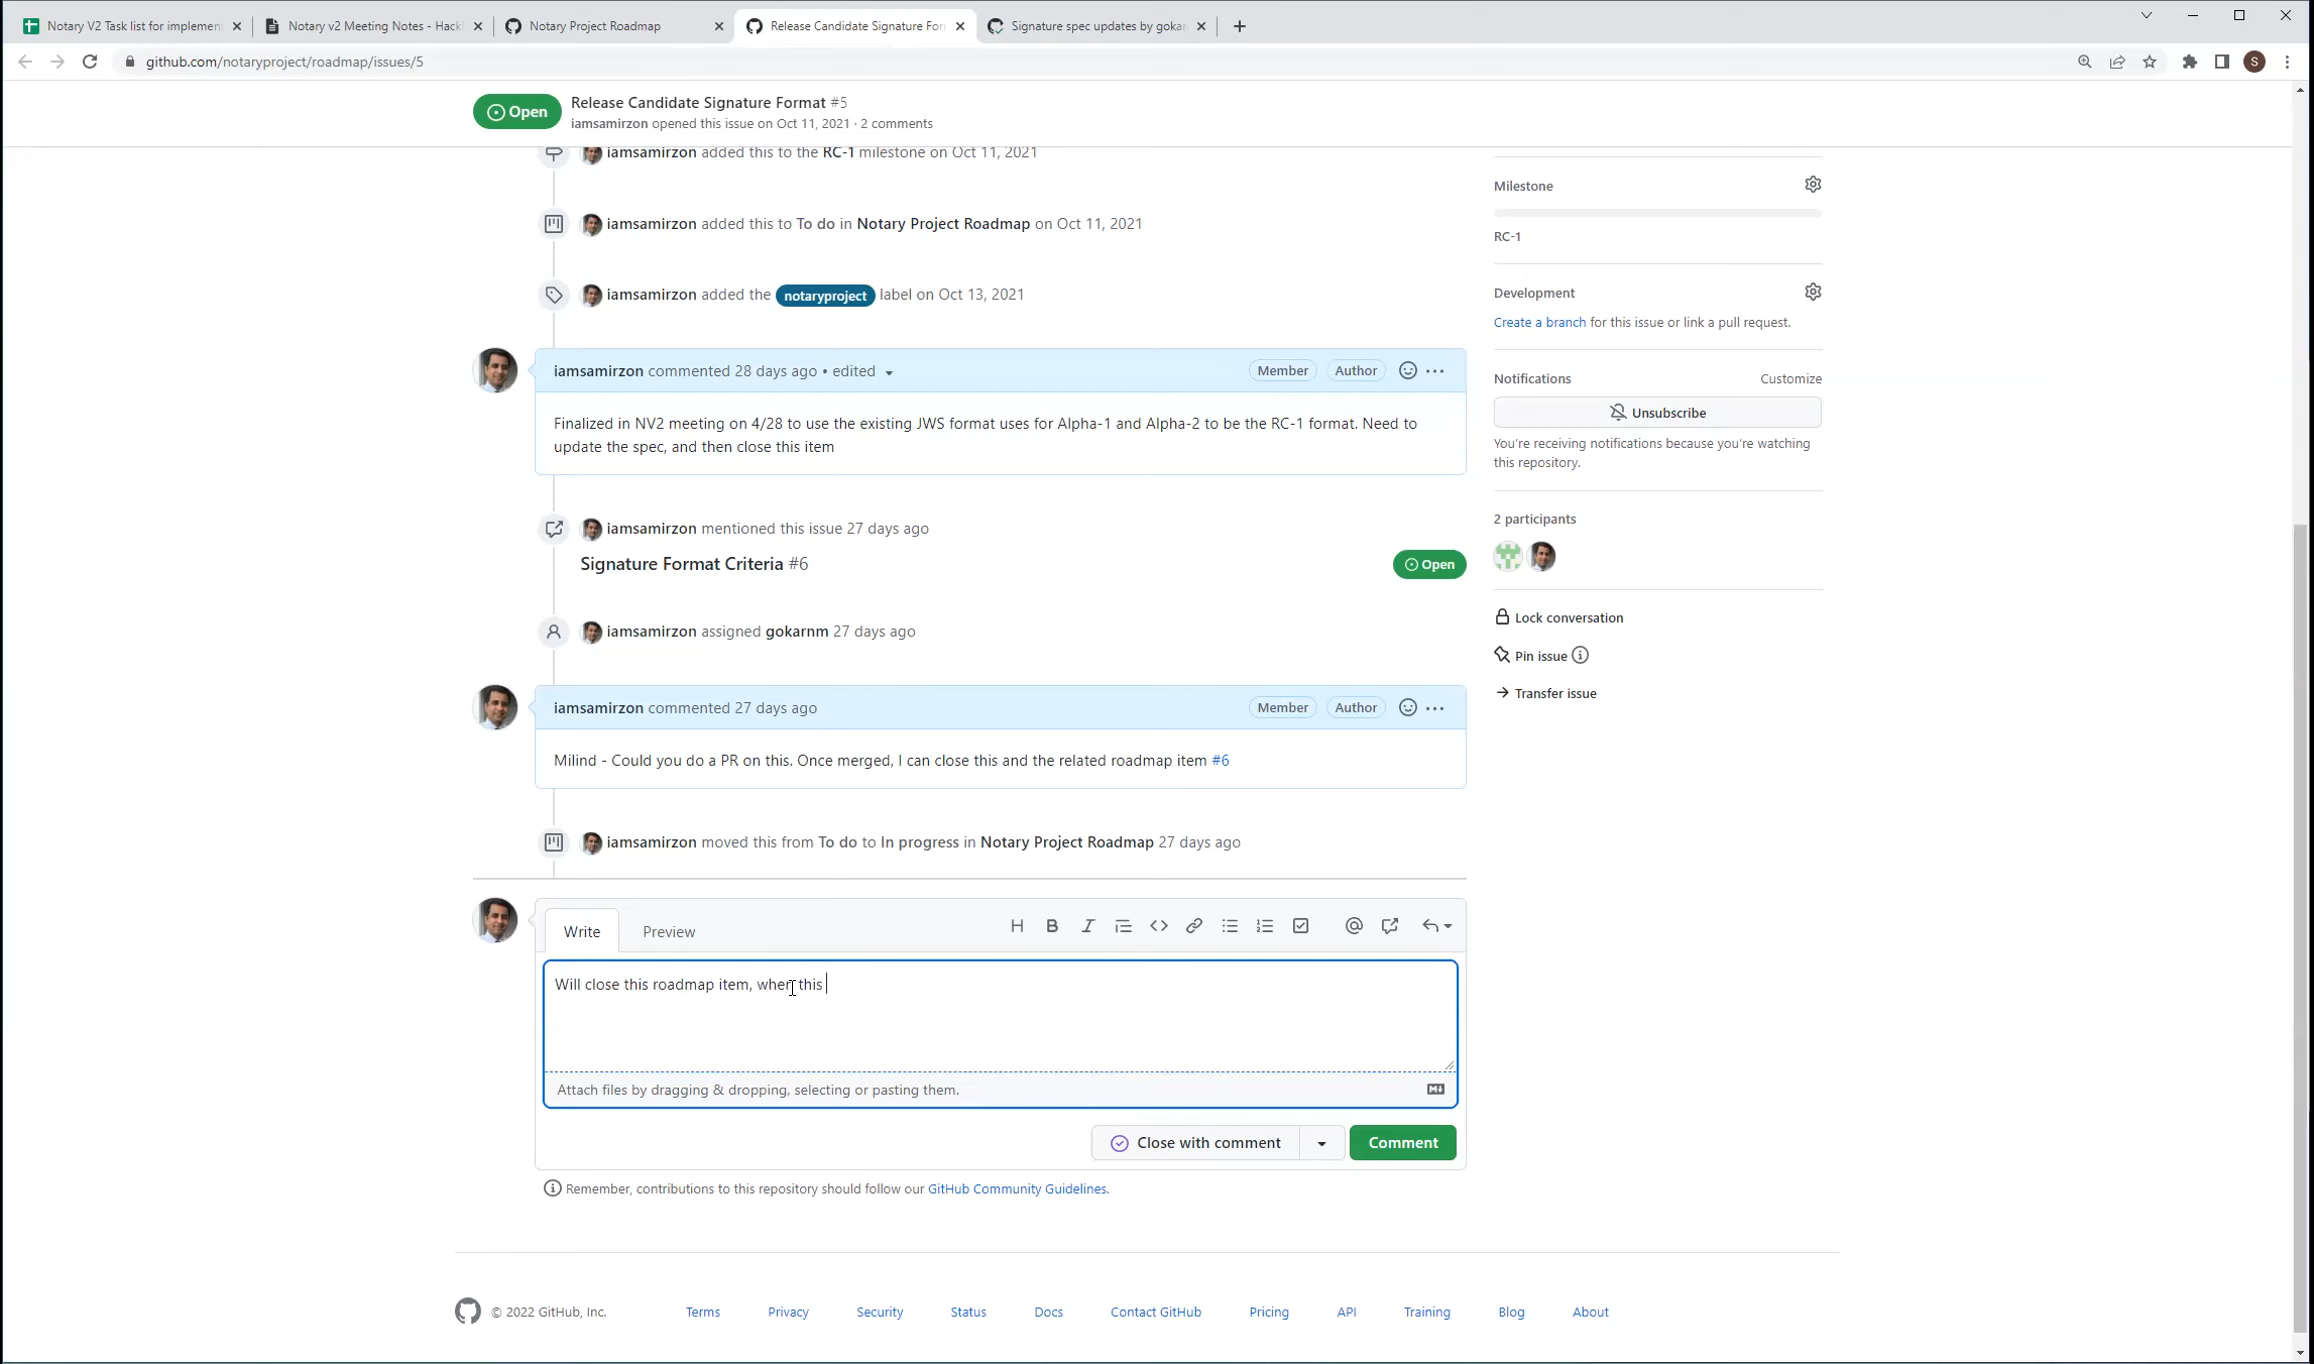 Notary V2 Task list for implemen
Notary v2 Meeting Notes - Hack
Notary Project Roadmap
Release Candidate Signature For
Signature spec updates by goka
github.com/notaryproject/roadmap/issues/5
S
Open
Release Candidate Signature Format #5
iamsamirzon opened this issue on Oct 11, 2021 · 2 comments
iamsamirzon added this to the RC-1 milestone on Oct 11, 2021
iamsamirzon added this to To do in Notary Project Roadmap on Oct 11, 2021
iamsamirzon added the notaryproject label on Oct 13, 2021
iamsamirzon commented 28 days ago • edited
Member
Author
Finalized in NV2 meeting on 4/28 to use the existing JWS format uses for Alpha-1 and Alpha-2 to be the RC-1 format. Need to
update the spec, and then close this item
iamsamirzon mentioned this issue 27 days ago
Signature Format Criteria #6
Open
iamsamirzon assigned gokarnm 27 days ago
iamsamirzon commented 27 days ago
Member
Author
Milind - Could you do a PR on this. Once merged, I can close this and the related roadmap item #6
iamsamirzon moved this from To do to In progress in Notary Project Roadmap 27 days ago
Write
Preview
H B I
Will close this roadmap item, when this
Attach files by dragging & dropping, selecting or pasting them.
Close with comment
Comment
Remember, contributions to this repository should follow our GitHub Community Guidelines.
Milestone
RC-1
Development
Create a branch for this issue or link a pull request.
Notifications
Customize
Unsubscribe
You're receiving notifications because you're watching
this repository.
2 participants
Lock conversation
Pin issue
Transfer issue
© 2022 GitHub, Inc.
Terms
Privacy
Security
Status
Docs
Contact GitHub
Pricing
API
Training
Blog
About